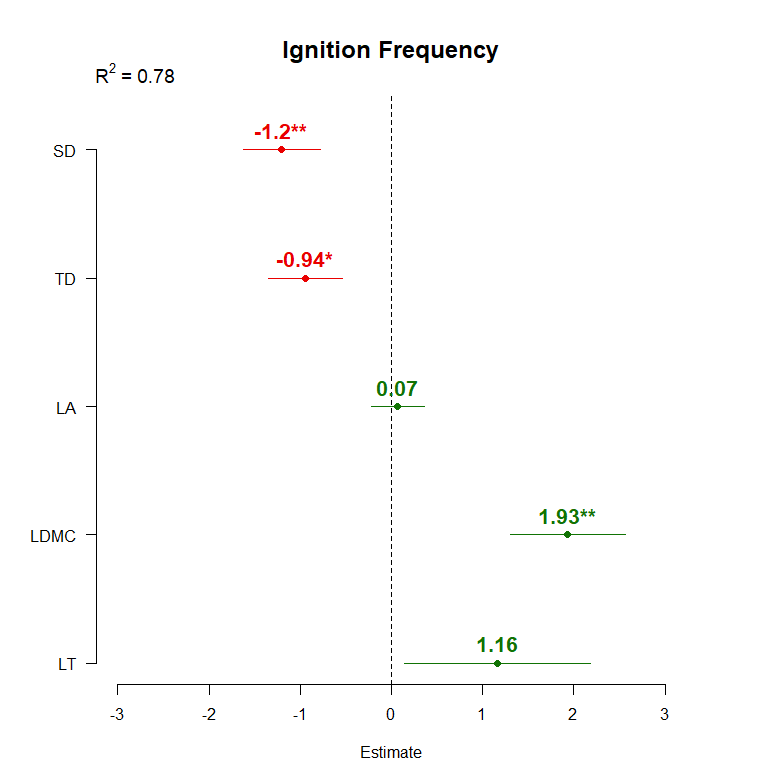 Ignition Frequency
R² = 0.78
-1.2**
SD
-0.94*
TD
0.07
LA
1.93**
LDMC
1.16
LT
-3 -2 -1 0 1 2 3
Estimate